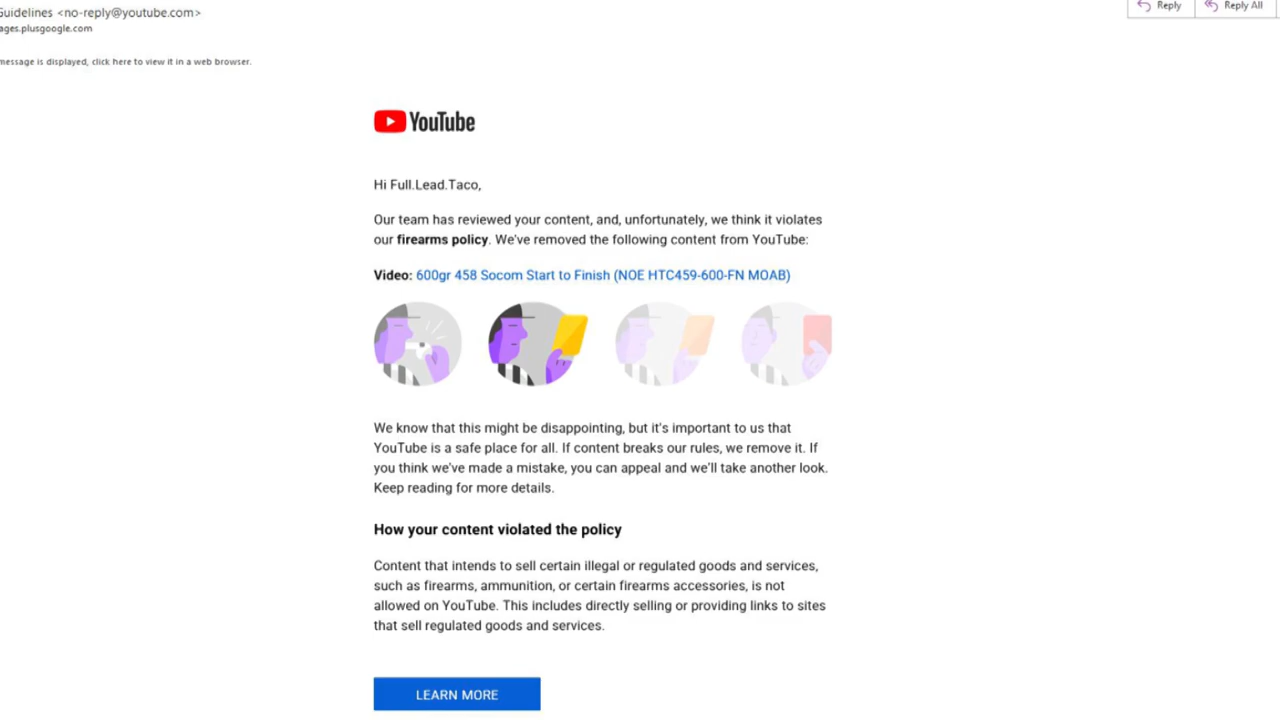 Guidelines <no-reply@youtube.com>
ages.plusgoogle.com
Reply
Reply All
message is displayed, click here to view it in a web browser.
YouTube
Hi Full.Lead.Taco,
Our team has reviewed your content, and, unfortunately, we think it violates
our firearms policy. We've removed the following content from YouTube:
Video: 600gr 458 Socom Start to Finish (NOE HTC459-600-FN MOAB)
We know that this might be disappointing, but it's important to us that
YouTube is a safe place for all. If content breaks our rules, we remove it. If
you think we've made a mistake, you can appeal and we'll take another look.
Keep reading for more details.
How your content violated the policy
Content that intends to sell certain illegal or regulated goods and services,
such as firearms, ammunition, or certain firearms accessories, is not
allowed on YouTube. This includes directly selling or providing links to sites
that sell regulated goods and services.
LEARN MORE